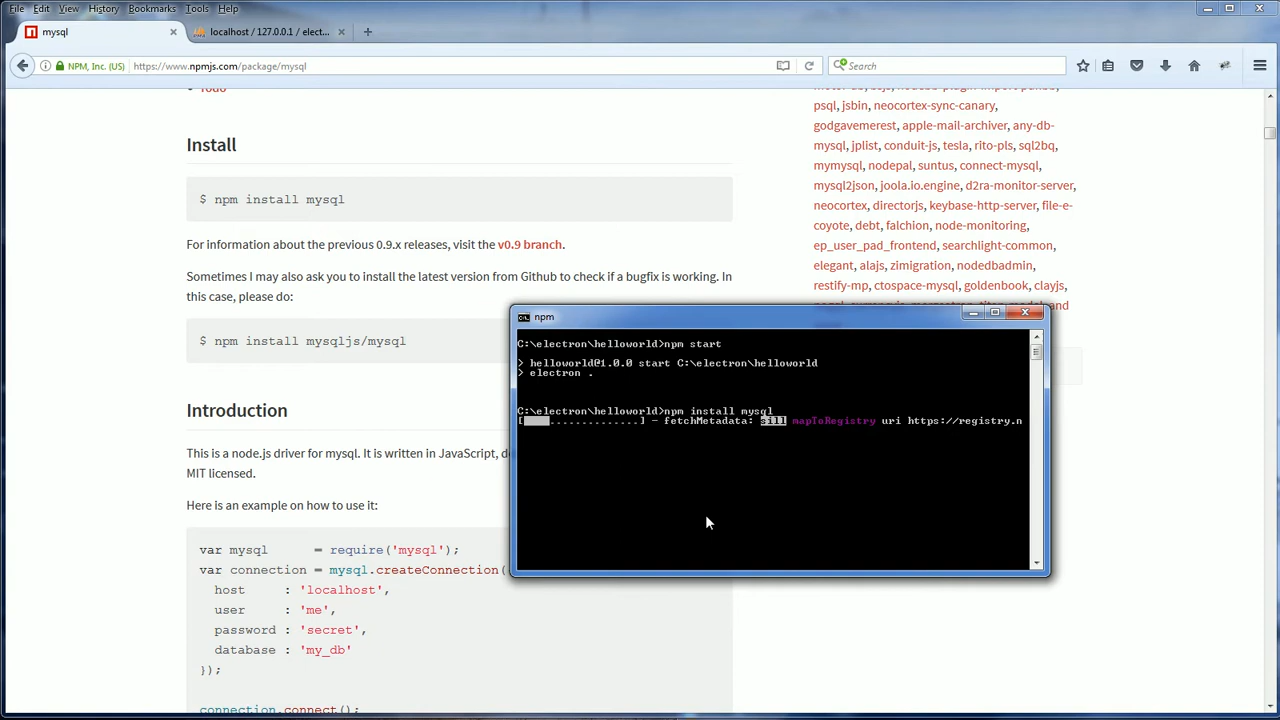 File Edit View History Bookmarks Tools Help
mysql
localhost / 127.0.0.1 / elect...
NPM, Inc. (US) https://www.npmjs.com/package/mysql
Search
Install
$ npm install mysql
For information about the previous 0.9.x releases, visit the v0.9 branch.
Sometimes I may also ask you to install the latest version from Github to check if a bugfix is working. In
this case, please do:
$ npm install mysqljs/mysql
Introduction
This is a node.js driver for mysql. It is written in JavaScript, do
MIT licensed.
Here is an example on how to use it:
var mysql = require('mysql');
var connection = mysql.createConnection(
host : 'localhost',
user : 'me',
password : 'secret',
database : 'my_db'
});
connection.connect();
psql, jsbin, neocortex-sync-canary,
godgavemerest, apple-mail-archiver, any-db-
mysql, jplist, conduit-js, tesla, rito-pls, sql2bq,
mymysql, nodepal, suntus, connect-mysql,
mysql2json, joola.io.engine, d2ra-monitor-server,
neocortex, directorjs, keybase-http-server, file-e-
coyote, debt, falchion, node-monitoring,
ep_user_pad_frontend, searchlight-common,
elegant, alajs, zimigration, nodedbadmin,
restify-mp, ctospace-mysql, goldenbook, clayjs,
and
npm
C:\electron\helloworld>npm start
> helloworld@1.0.0 start C:\electron\helloworld
> electron .
C:\electron\helloworld>npm install mysql
[ ..............] - fetchMetadata: sill mapToRegistry uri https://registry.n